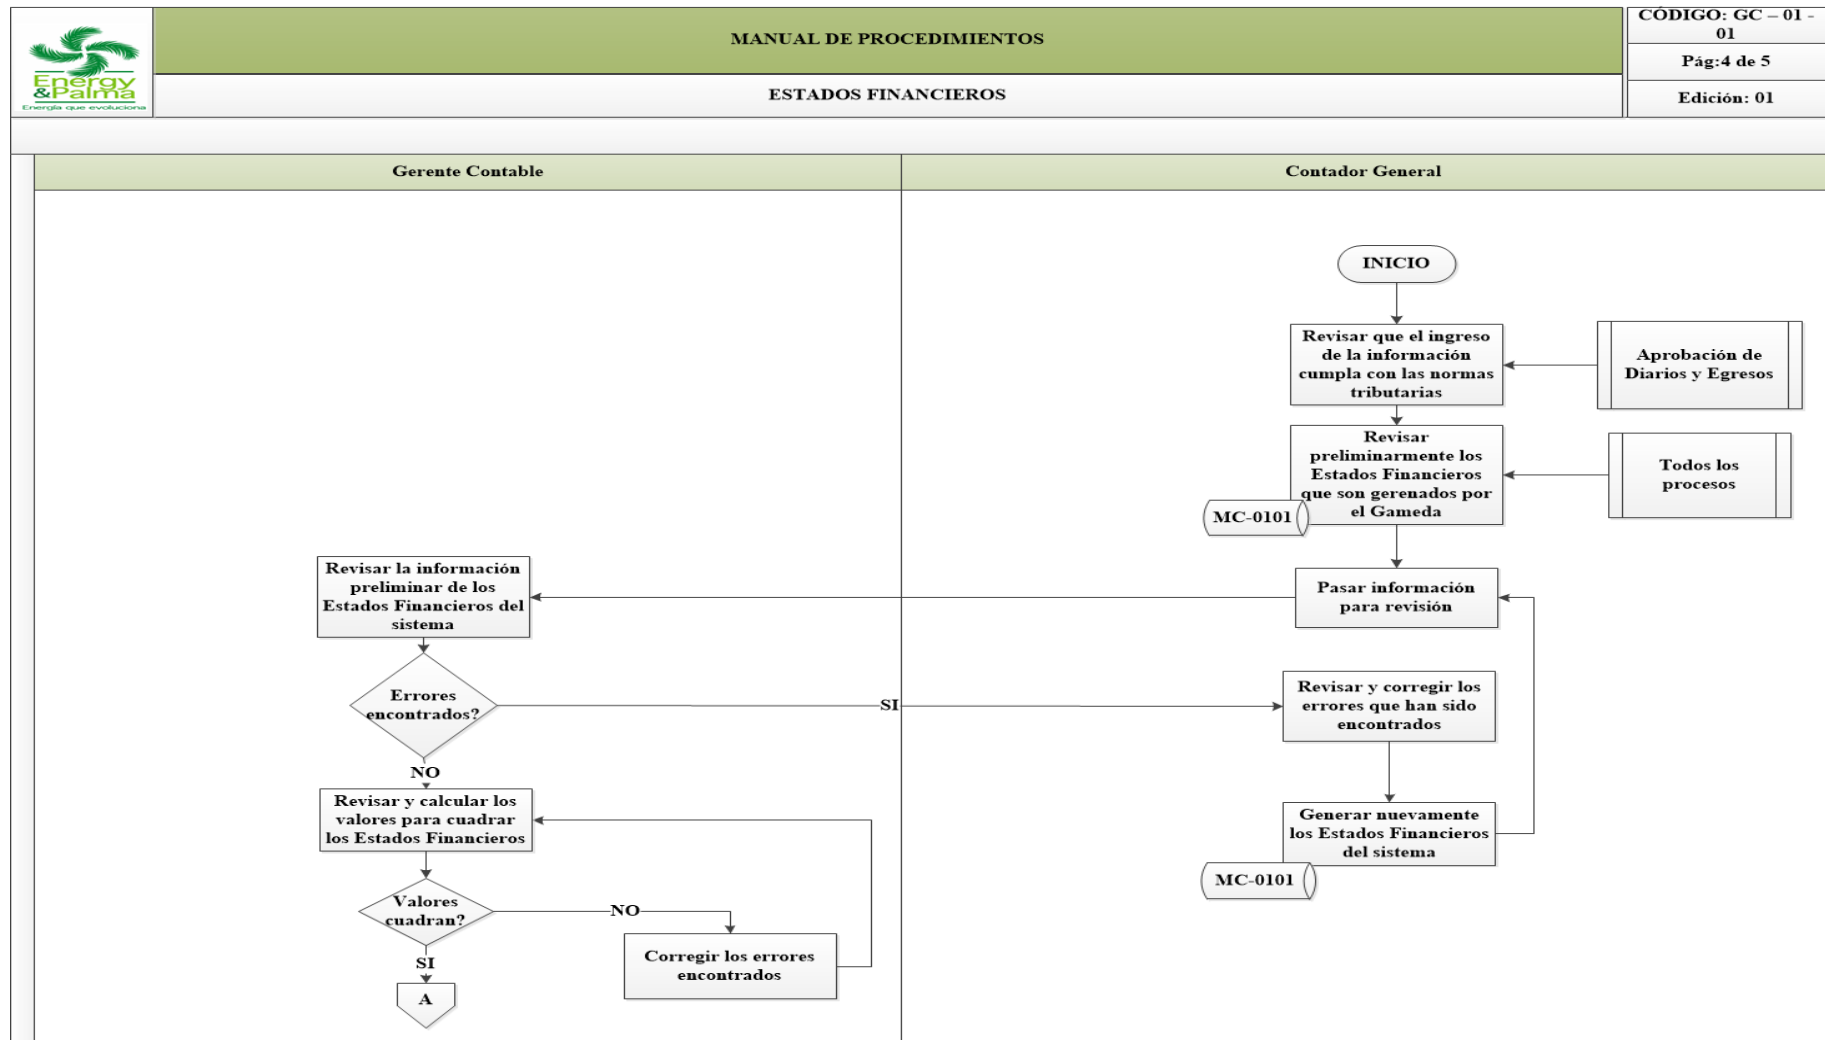 MANUAL DE PROCEDIMIENTOS
CÓDIGO: GC – 01 -
01
Pág:4 de 5
Energy
&Palma
Energía que evoluciona
ESTADOS FINANCIEROS
Edición: 01
Gerente Contable
Contador General
INICIO
Revisar que el ingreso
de la información
cumpla con las normas
tributarias
Aprobación de
Diarios y Egresos
Revisar
preliminarmente los
Estados Financieros
que son gerenados por
el Gameda
Todos los
procesos
MC-0101
Revisar la información
preliminar de los
Estados Financieros del
sistema
Pasar información
para revisión
Errores
encontrados?
SI
Revisar y corregir los
errores que han sido
encontrados
NO
Revisar y calcular los
valores para cuadrar
los Estados Financieros
Generar nuevamente
los Estados Financieros
del sistema
MC-0101
Valores
cuadran?
NO
Corregir los errores
encontrados
SI
A